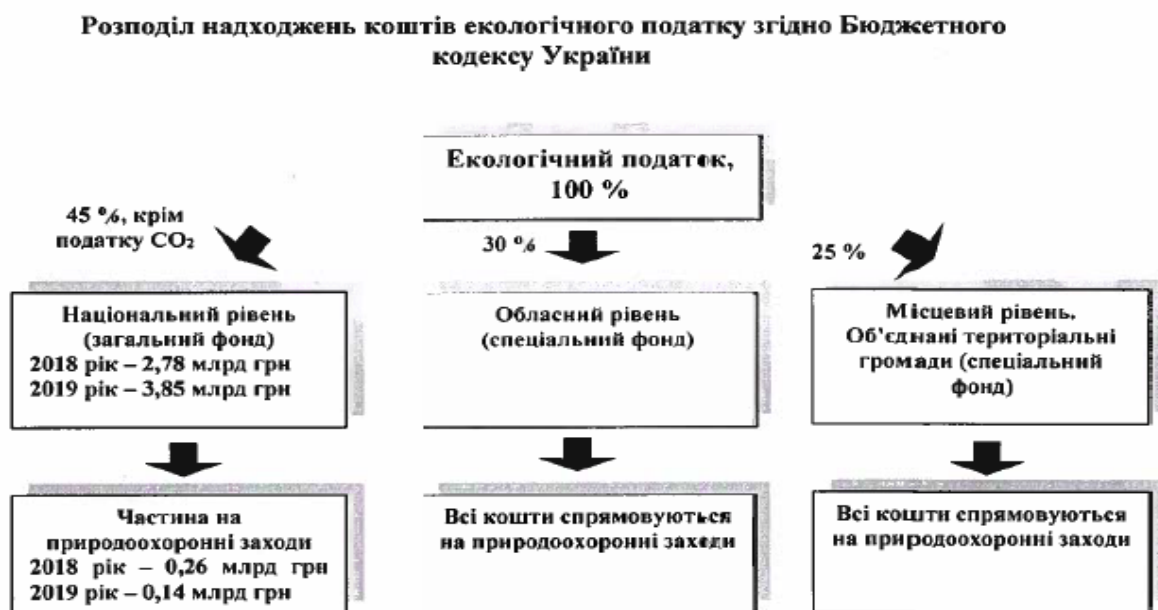 Розподіл надходжень коштів екологічного податку згідно Бюджетного
кодексу України
Екологічний податок,
100 %
45 %, крім
податку CO₂
30 %
25 %
Національний рівень
(загальний фонд)
2018 рік – 2,78 млрд грн
2019 рік – 3,85 млрд грн
Обласний рівень
(спеціальний фонд)
Місцевий рівень.
Об’єднані територіальні
громади (спеціальний
фонд)
Частина на
природоохоронні заходи
2018 рік – 0,26 млрд грн
2019 рік – 0,14 млрд грн
Всі кошти спрямовуються
на природоохоронні заходи
Всі кошти спрямовуються
на природоохоронні заходи